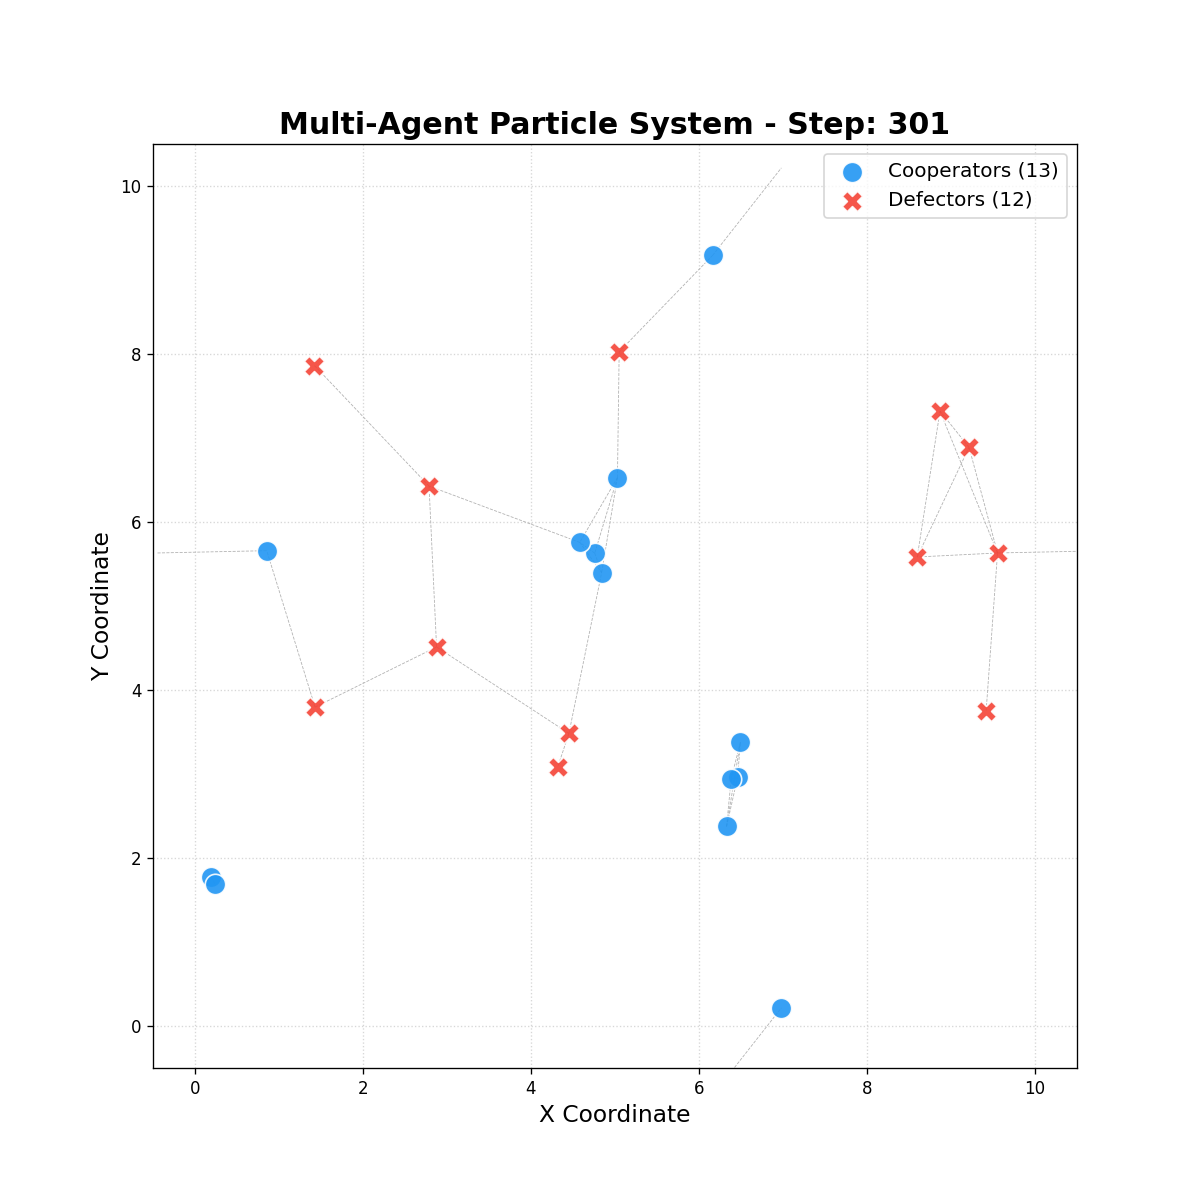 Multi-Agent Particle System - Step: 301
Cooperators (13)
Defectors (12)
10
8
6
4
2
0
Y Coordinate
0 2 4 6 8 10
X Coordinate